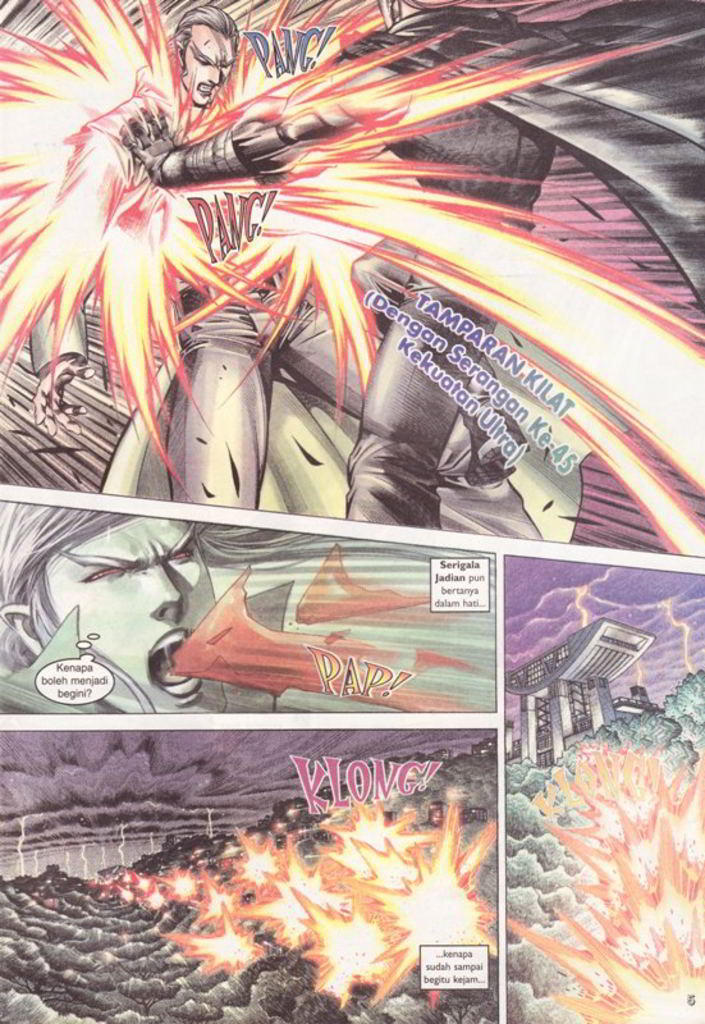 PANG!
PANG!
TAMPARAN KILAT
(Dengan Serangan Ke-45
Kekuatan Ultra)
Serigala
Jadian pun
bertanya
dalam hati...
Kenapa
boleh menjadi
begini?
PAP!
KLONG!
KLONG!
...kenapa
sudah sampai
begitu kejam...
5